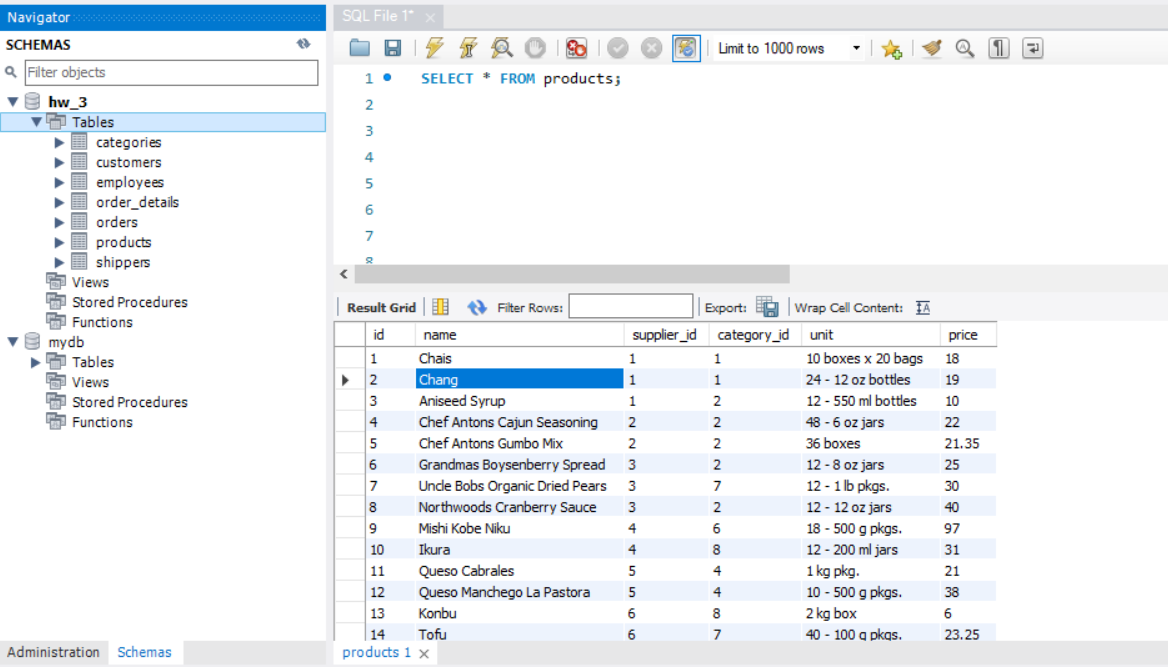 Navigator
SQL File 1*
SCHEMAS
Limit to 1000 rows
Filter objects
1 SELECT * FROM products;
2
3
4
5
6
7
8
hw_3
Tables
categories
customers
employees
order_details
orders
products
shippers
Views
Stored Procedures
Functions
mydb
Tables
Views
Stored Procedures
Functions
Result Grid Filter Rows: Export: Wrap Cell Content: IA
id name supplier_id category_id unit price
1 Chais 1 1 10 boxes x 20 bags 18
2 Chang 1 1 24 - 12 oz bottles 19
3 Aniseed Syrup 1 2 12 - 550 ml bottles 10
4 Chef Antons Cajun Seasoning 2 2 48 - 6 oz jars 22
5 Chef Antons Gumbo Mix 2 2 36 boxes 21.35
6 Grandmas Boysenberry Spread 3 2 12 - 8 oz jars 25
7 Uncle Bobs Organic Dried Pears 3 7 12 - 1 lb pkgs. 30
8 Northwoods Cranberry Sauce 3 2 12 - 12 oz jars 40
9 Mishi Kobe Niku 4 6 18 - 500 g pkgs. 97
10 Ikura 4 8 12 - 200 ml jars 31
11 Queso Cabrales 5 4 1 kg pkg. 21
12 Queso Manchego La Pastora 5 4 10 - 500 g pkgs. 38
13 Konbu 6 8 2 kg box 6
14 Tofu 6 7 40 - 100 g pkgs. 23.25
Administration Schemas
products 1